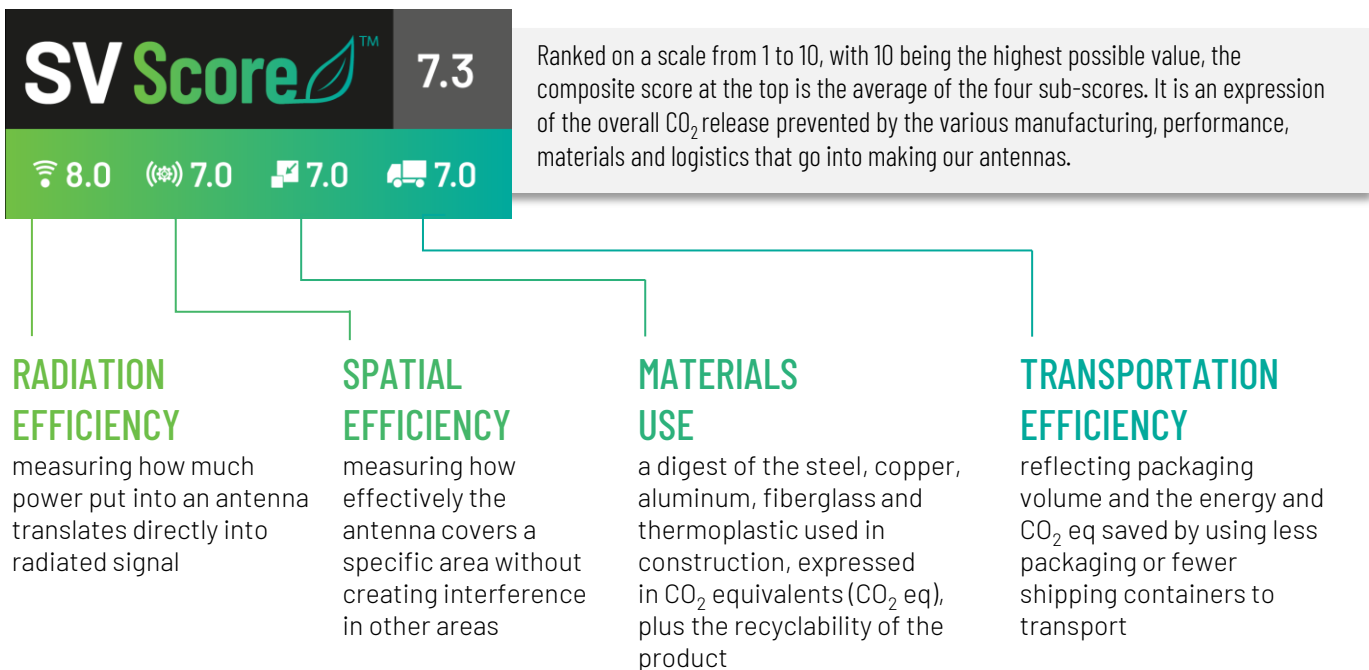 SV Score™ 7.3
Ranked on a scale from 1 to 10, with 10 being the highest possible value, the
composite score at the top is the average of the four sub-scores. It is an expression
of the overall CO₂ release prevented by the various manufacturing, performance,
materials and logistics that go into making our antennas.
8.0 7.0 7.0 7.0
RADIATION
EFFICIENCY
measuring how much
power put into an antenna
translates directly into
radiated signal
SPATIAL
EFFICIENCY
measuring how
effectively the
antenna covers a
specific area without
creating interference
in other areas
MATERIALS
USE
a digest of the steel, copper,
aluminum, fiberglass and
thermoplastic used in
construction, expressed
in CO₂ equivalents (CO₂ eq),
plus the recyclability of the
product
TRANSPORTATION
EFFICIENCY
reflecting packaging
volume and the energy and
CO₂ eq saved by using less
packaging or fewer
shipping containers to
transport